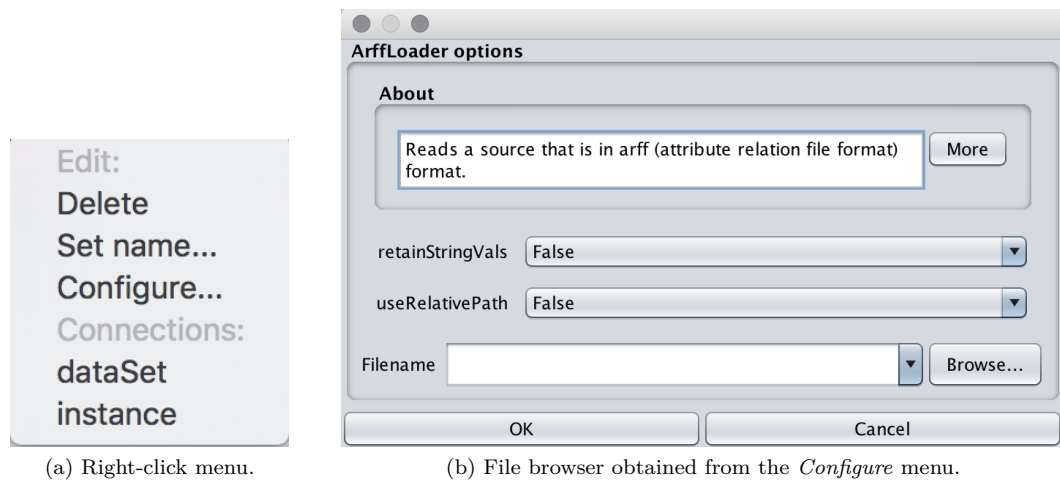 Edit:
Delete
Set name...
Configure...
Connections:
dataSet
instance
(a) Right-click menu.
ArffLoader options
About
Reads a source that is in arff (attribute relation file format)
format.
More
retainStringVals False
useRelativePath False
Filename Browse...
OK Cancel
(b) File browser obtained from the Configure menu.